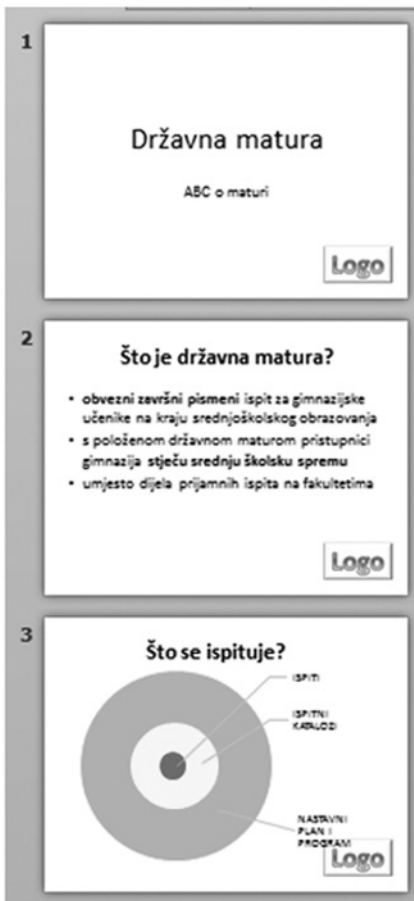 1
Državna matura
ABC o maturi
Logo
2
Što je državna matura?
• obvezni završni pismeni ispit za gimnazijske
učenike na kraju srednjoškolskog obrazovanja
• s položenom državnom maturom pristupnici
gimnazija stječu srednju školsku spremu
• umjesto dijela prijamnih ispita na fakultetima
Logo
3
Što se ispituje?
ISPITI
ISPITNI
KATALOZI
NASTAVNI
PLAN I
PROGRAM
Logo